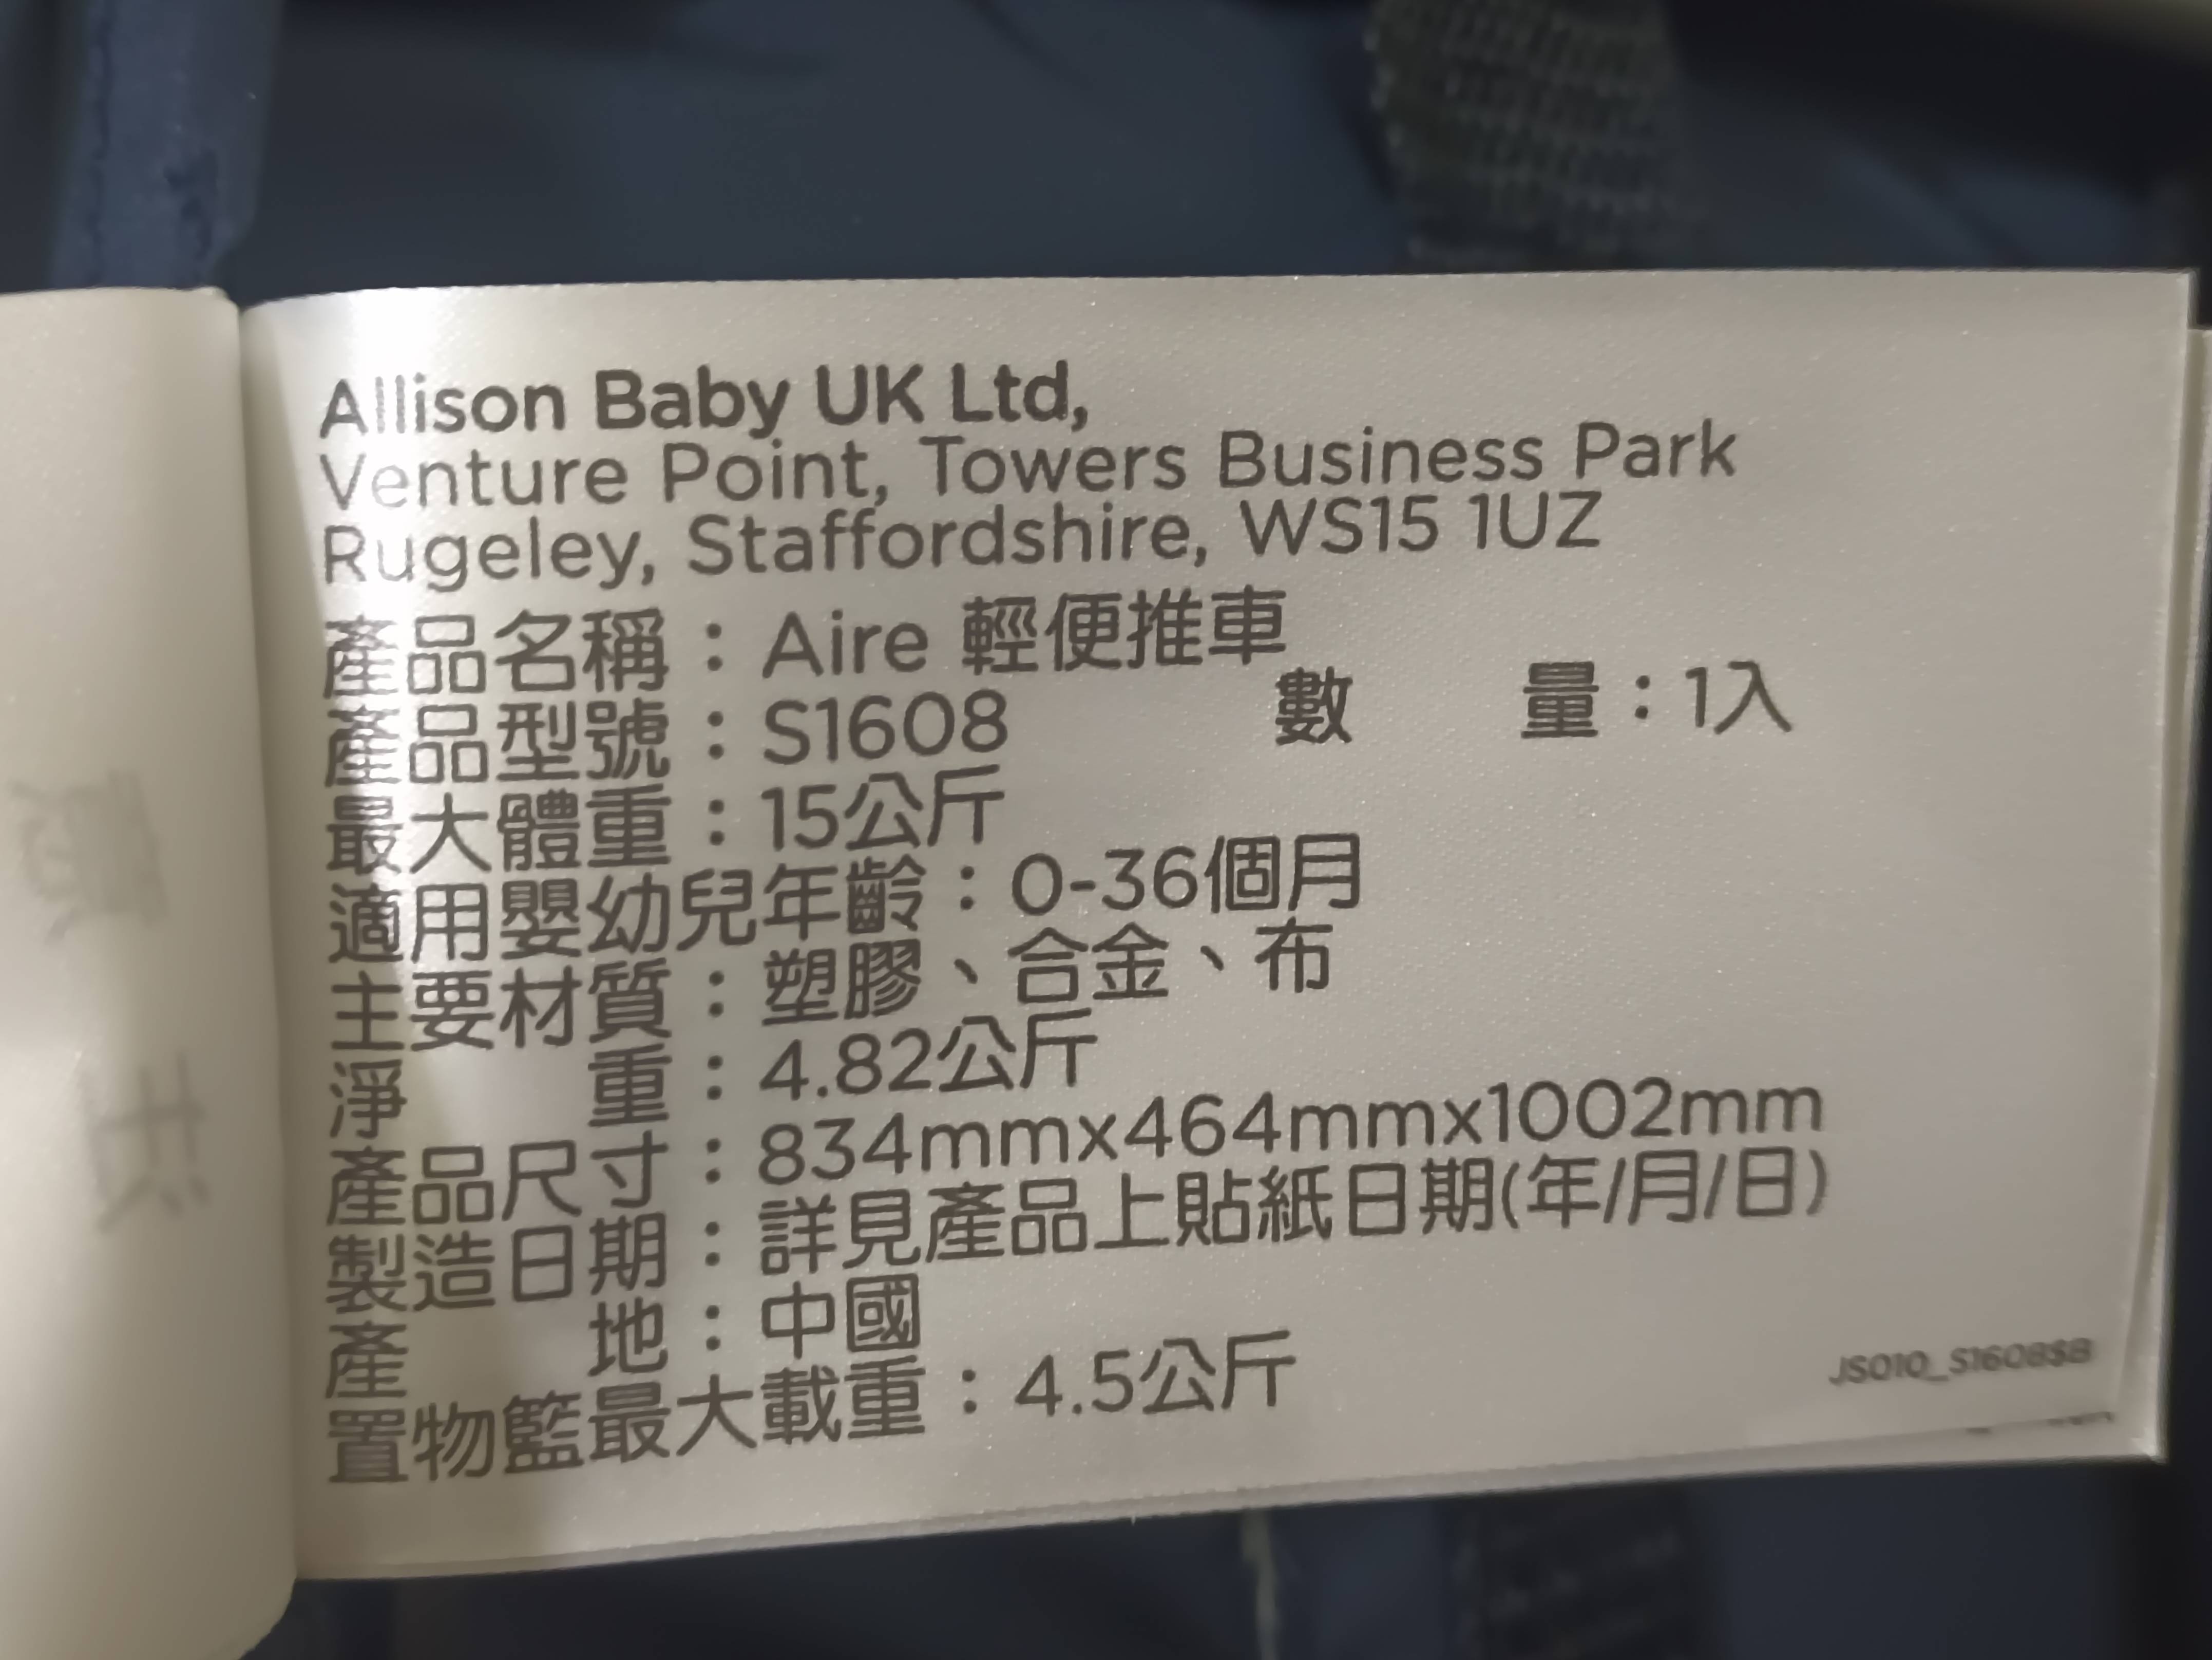 Allison Baby UK Ltd,
Venture Point, Towers Business Park
Rugeley, Staffordshire, WS15 1UZ
產品名稱：Aire 輕便推車
產品型號：S1608 數 量：1入
最大體重：15公斤
適用嬰幼兒年齡：0-36個月
主要材質：塑膠、合金、布
淨 重：4.82公斤
產品尺寸：834mmx464mmx1002mm
製造日期：詳見產品上貼紙日期(年/月/日)
產 地：中國
置物籃最大載重：4.5公斤
JS010_S1608SB